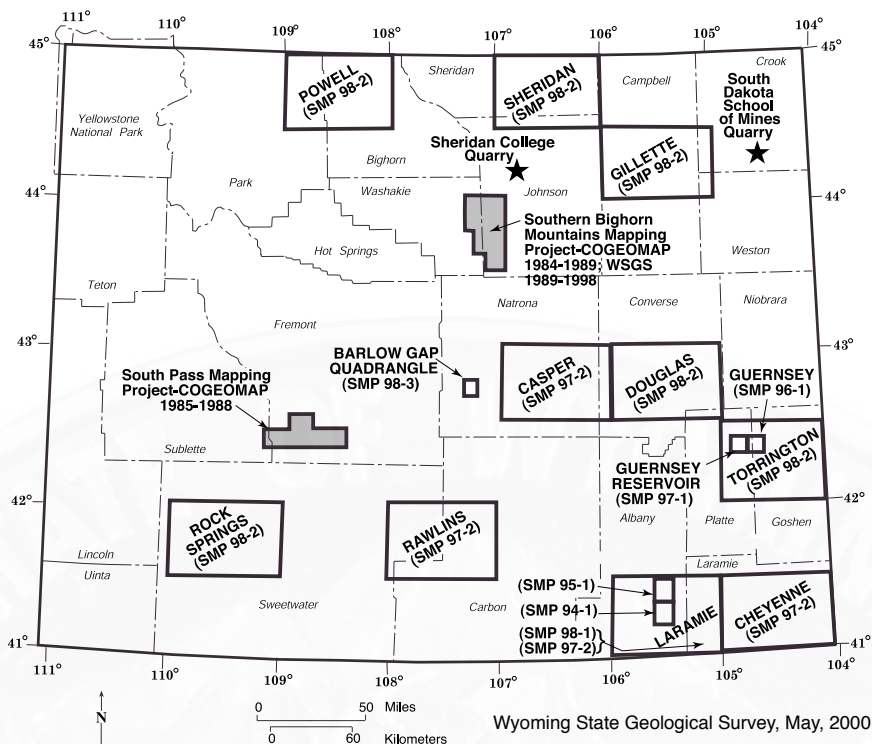 111°
110°
109°
108°
107°
106°
105°
104°
45°
45°
Sheridan
Crook
POWELL
(SMP 98-2)
SHERIDAN
(SMP 98-2)
Campbell
South
Dakota
School
of Mines
Quarry
Yellowstone
National Park
Sheridan College
Quarry
GILLETTE
(SMP 98-2)
Bighorn
Park
Washakie
Johnson
44°
44°
Southern Bighorn
Mountains Mapping
Project-COGEOMAP
1984-1989; WSGS
1989-1998
Hot Springs
Weston
Teton
Natrona
Converse
Niobrara
43°
43°
Fremont
BARLOW GAP
QUADRANGLE
(SMP 98-3)
CASPER
(SMP 97-2)
DOUGLAS
(SMP 98-2)
GUERNSEY
(SMP 96-1)
South Pass Mapping
Project-COGEOMAP
1985-1988
Sublette
GUERNSEY
RESERVOIR
(SMP 97-1)
TORRINGTON
(SMP 98-2)
42°
42°
ROCK
SPRINGS
(SMP 98-2)
RAWLINS
(SMP 97-2)
Albany
Platte
Goshen
Lincoln
Uinta
Laramie
Sweetwater
Carbon
(SMP 95-1)
(SMP 94-1)
(SMP 98-1)
(SMP 97-2)
LARAMIE
CHEYENNE
(SMP 97-2)
41°
41°
111°
110°
109°
108°
107°
106°
105°
104°
N
0 50 Miles
0 60 Kilometers
Wyoming State Geological Survey, May, 2000